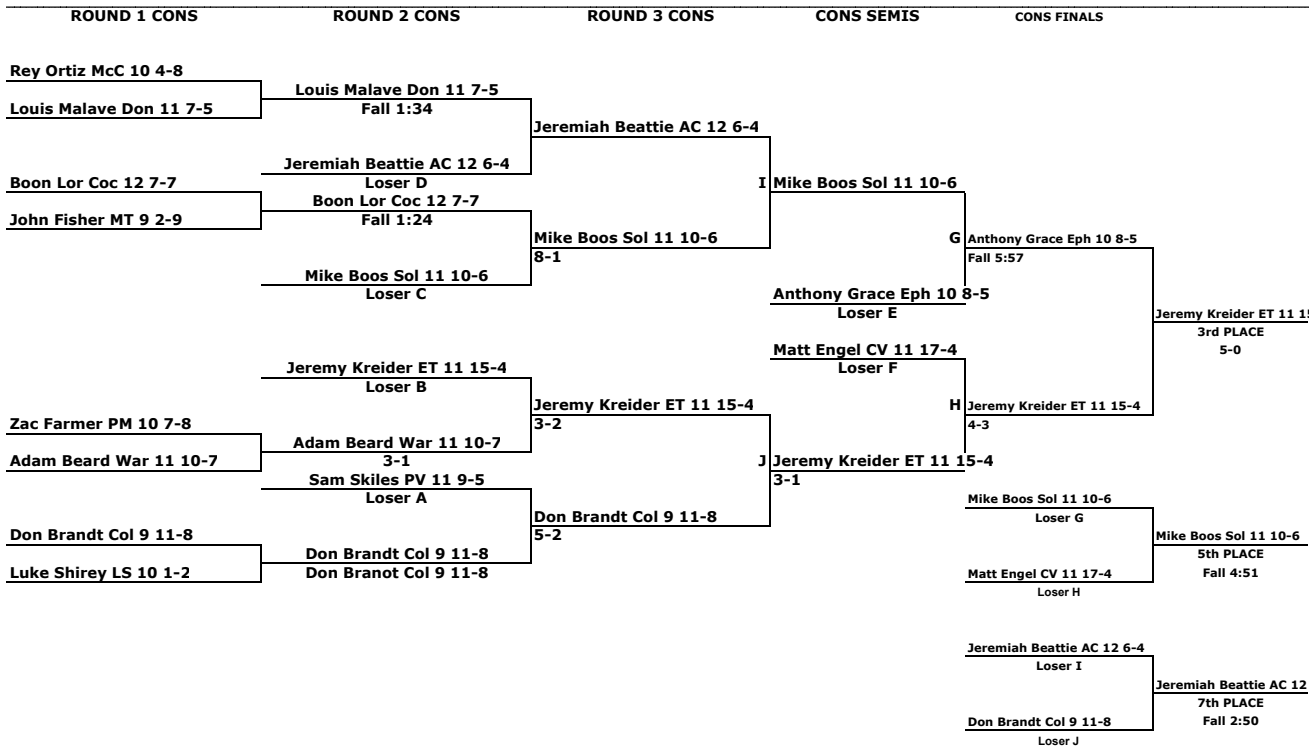 ROUND 1 CONS
ROUND 2 CONS
ROUND 3 CONS
CONS SEMIS
CONS FINALS
Rey Ortiz McC 10 4-8
Louis Malave Don 11 7-5
Boon Lor Coc 12 7-7
John Fisher MT 9 2-9
Zac Farmer PM 10 7-8
Adam Beard War 11 10-7
Don Brandt Col 9 11-8
Luke Shirey LS 10 1-2
Louis Malave Don 11 7-5
Fall 1:34
Jeremiah Beattie AC 12 6-4
Loser D
Boon Lor Coc 12 7-7
Fall 1:24
Mike Boos Sol 11 10-6
Loser C
Jeremy Kreider ET 11 15-4
Loser B
Adam Beard War 11 10-7
3-1
Sam Skiles PV 11 9-5
Loser A
Don Brandt Col 9 11-8
Don Branot Col 9 11-8
Jeremiah Beattie AC 12 6-4
Mike Boos Sol 11 10-6
8-1
Jeremy Kreider ET 11 15-4
3-2
Don Brandt Col 9 11-8
5-2
I Mike Boos Sol 11 10-6
Anthony Grace Eph 10 8-5
Loser E
Matt Engel CV 11 17-4
Loser F
J Jeremy Kreider ET 11 15-4
3-1
G Anthony Grace Eph 10 8-5
Fall 5:57
H Jeremy Kreider ET 11 15-4
4-3
Mike Boos Sol 11 10-6
Loser G
Matt Engel CV 11 17-4
Loser H
Jeremiah Beattie AC 12 6-4
Loser I
Don Brandt Col 9 11-8
Loser J
Jeremy Kreider ET 11 15
3rd PLACE
5-0
Mike Boos Sol 11 10-6
5th PLACE
Fall 4:51
Jeremiah Beattie AC 12
7th PLACE
Fall 2:50